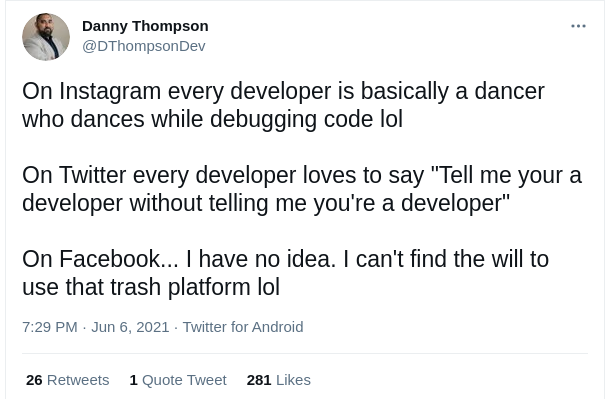 Danny Thompson
@DThompsonDev
On Instagram every developer is basically a dancer
who dances while debugging code lol
On Twitter every developer loves to say "Tell me your a
developer without telling me you're a developer"
On Facebook... I have no idea. I can't find the will to
use that trash platform lol
7:29 PM · Jun 6, 2021 · Twitter for Android
26 Retweets 1 Quote Tweet 281 Likes